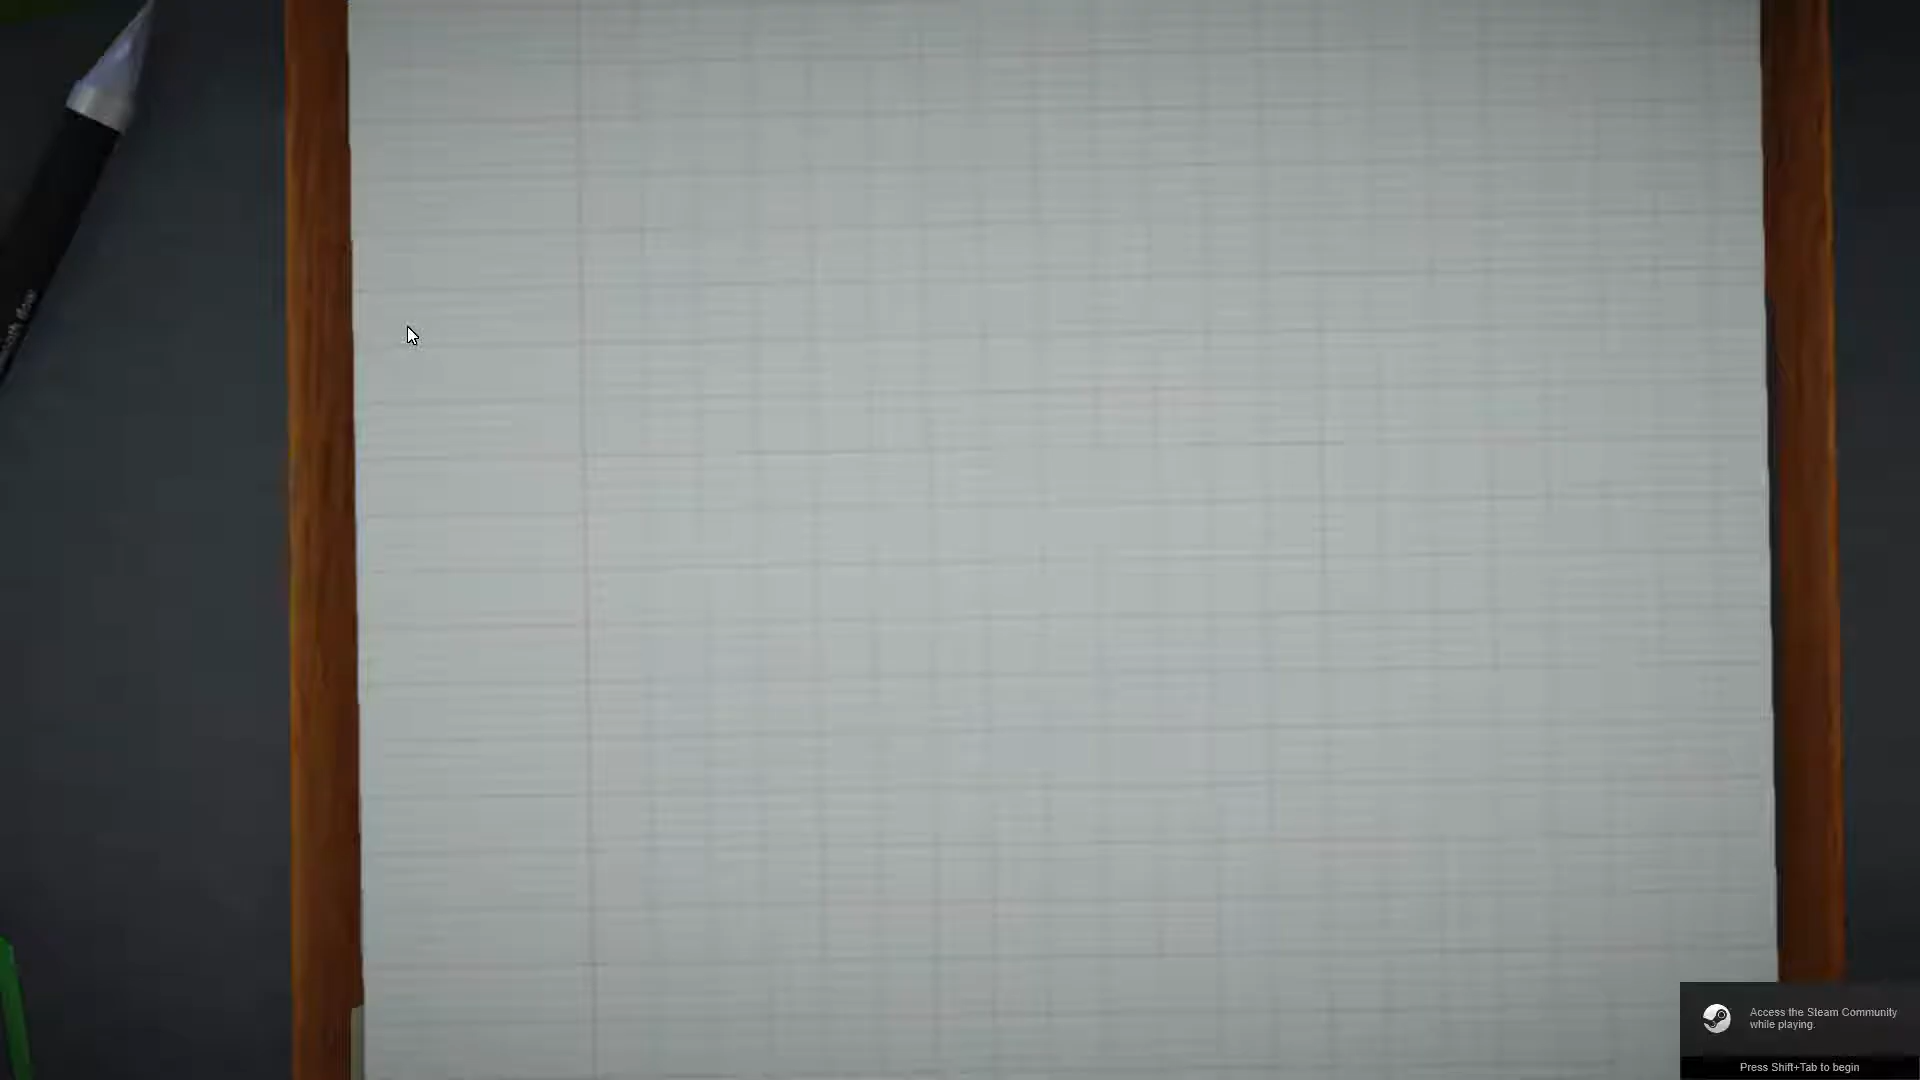 Access the Steam Community
while playing.
Press Shift+Tab to begin